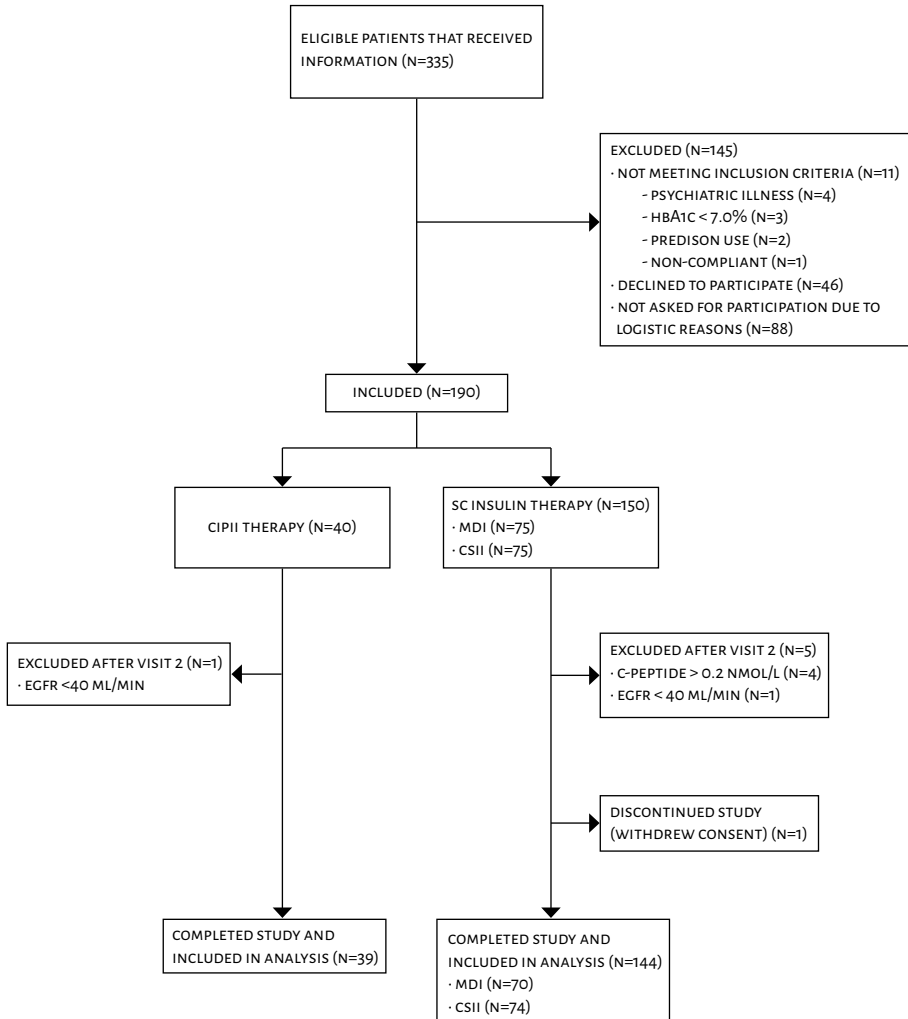 ELIGIBLE PATIENTS THAT RECEIVED
INFORMATION (N=335)
EXCLUDED (N=145)
· NOT MEETING INCLUSION CRITERIA (N=11)
- PSYCHIATRIC ILLNESS (N=4)
- HBA1C < 7.0% (N=3)
- PREDISON USE (N=2)
- NON-COMPLIANT (N=1)
· DECLINED TO PARTICIPATE (N=46)
· NOT ASKED FOR PARTICIPATION DUE TO
LOGISTIC REASONS (N=88)
INCLUDED (N=190)
CIPII THERAPY (N=40)
SC INSULIN THERAPY (N=150)
· MDI (N=75)
· CSII (N=75)
EXCLUDED AFTER VISIT 2 (N=1)
· EGFR <40 ML/MIN
EXCLUDED AFTER VISIT 2 (N=5)
· C-PEPTIDE > 0.2 NMOL/L (N=4)
· EGFR < 40 ML/MIN (N=1)
DISCONTINUED STUDY
(WITHDREW CONSENT) (N=1)
COMPLETED STUDY AND
INCLUDED IN ANALYSIS (N=39)
COMPLETED STUDY AND
INCLUDED IN ANALYSIS (N=144)
· MDI (N=70)
· CSII (N=74)